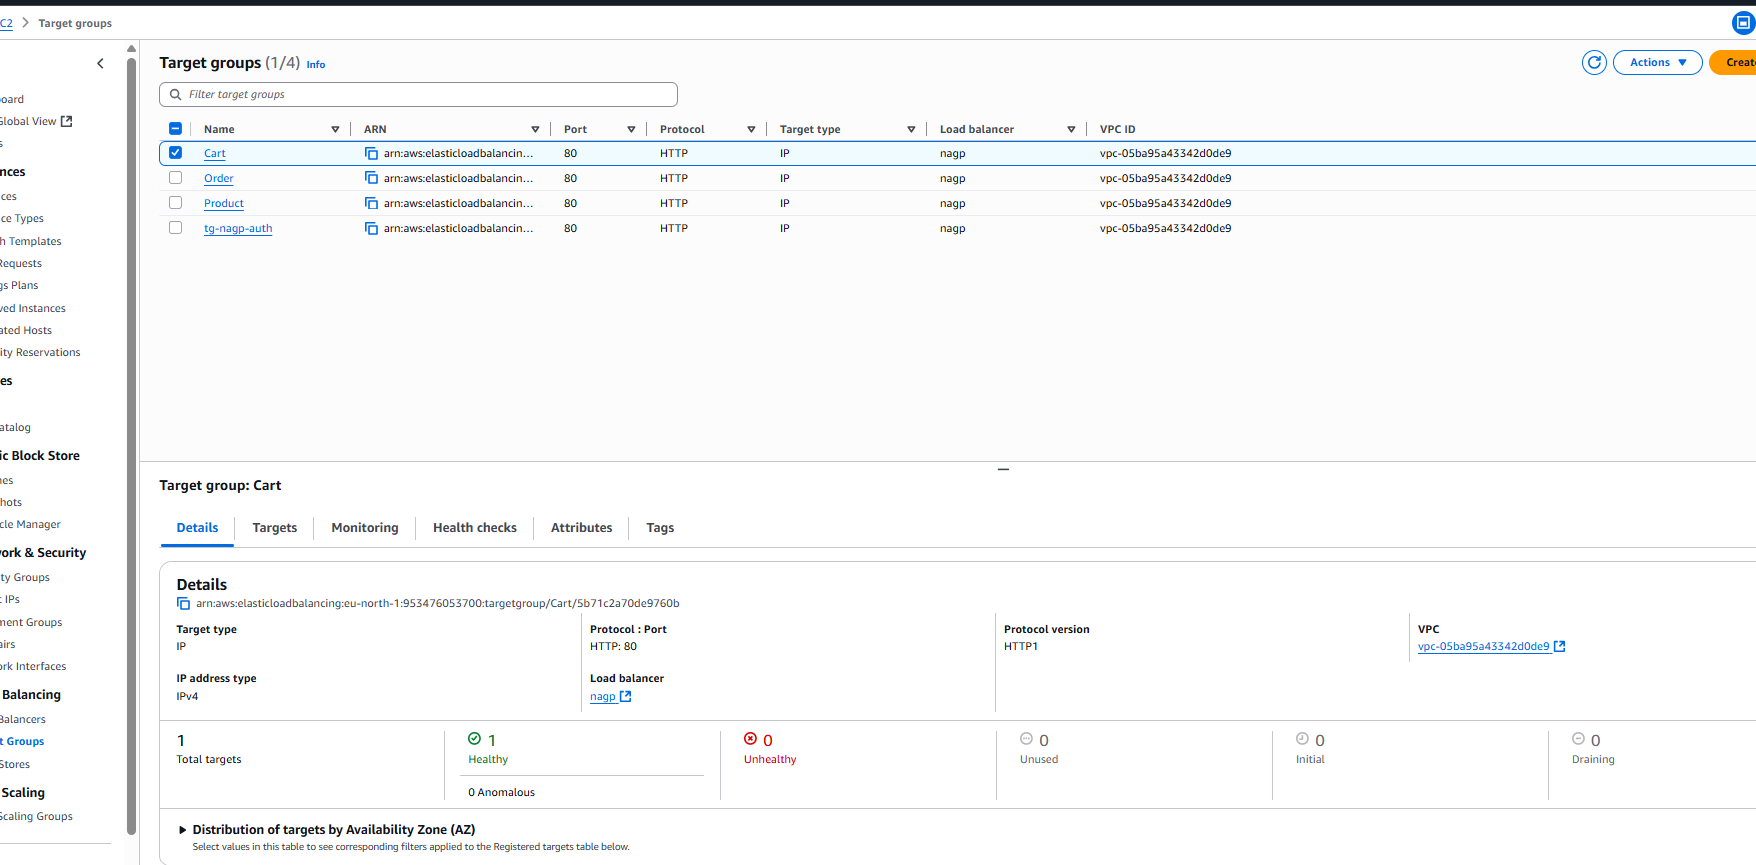 C2 > Target groups
oard
Global View
s
nces
ces
ce Types
h Templates
Requests
gs Plans
ved Instances
ated Hosts
ity Reservations
es
atalog
ic Block Store
nes
hots
cle Manager
ork & Security
ty Groups
c IPs
ment Groups
airs
ork Interfaces
Balancing
Balancers
t Groups
Stores
Scaling
Scaling Groups
Target groups (1/4) Info
Actions
Create
Filter target groups
Name ARN Port Protocol Target type Load balancer VPC ID
Cart arn:aws:elasticloadbalancin... 80 HTTP IP nagp vpc-05ba95a43342d0de9
Order arn:aws:elasticloadbalancin... 80 HTTP IP nagp vpc-05ba95a43342d0de9
Product arn:aws:elasticloadbalancin... 80 HTTP IP nagp vpc-05ba95a43342d0de9
tg-nagp-auth arn:aws:elasticloadbalancin... 80 HTTP IP nagp vpc-05ba95a43342d0de9
Target group: Cart
Details Targets Monitoring Health checks Attributes Tags
Details
arn:aws:elasticloadbalancing:eu-north-1:953476053700:targetgroup/Cart/5b71c2a70de9760b
Target type Protocol : Port Protocol version VPC
IP HTTP: 80 HTTP1 vpc-05ba95a43342d0de9
IP address type Load balancer
IPv4 nagp
1 1 0 0 0 0
Total targets Healthy Unhealthy Unused Initial Draining
0 Anomalous
Distribution of targets by Availability Zone (AZ)
Select values in this table to see corresponding filters applied to the Registered targets table below.